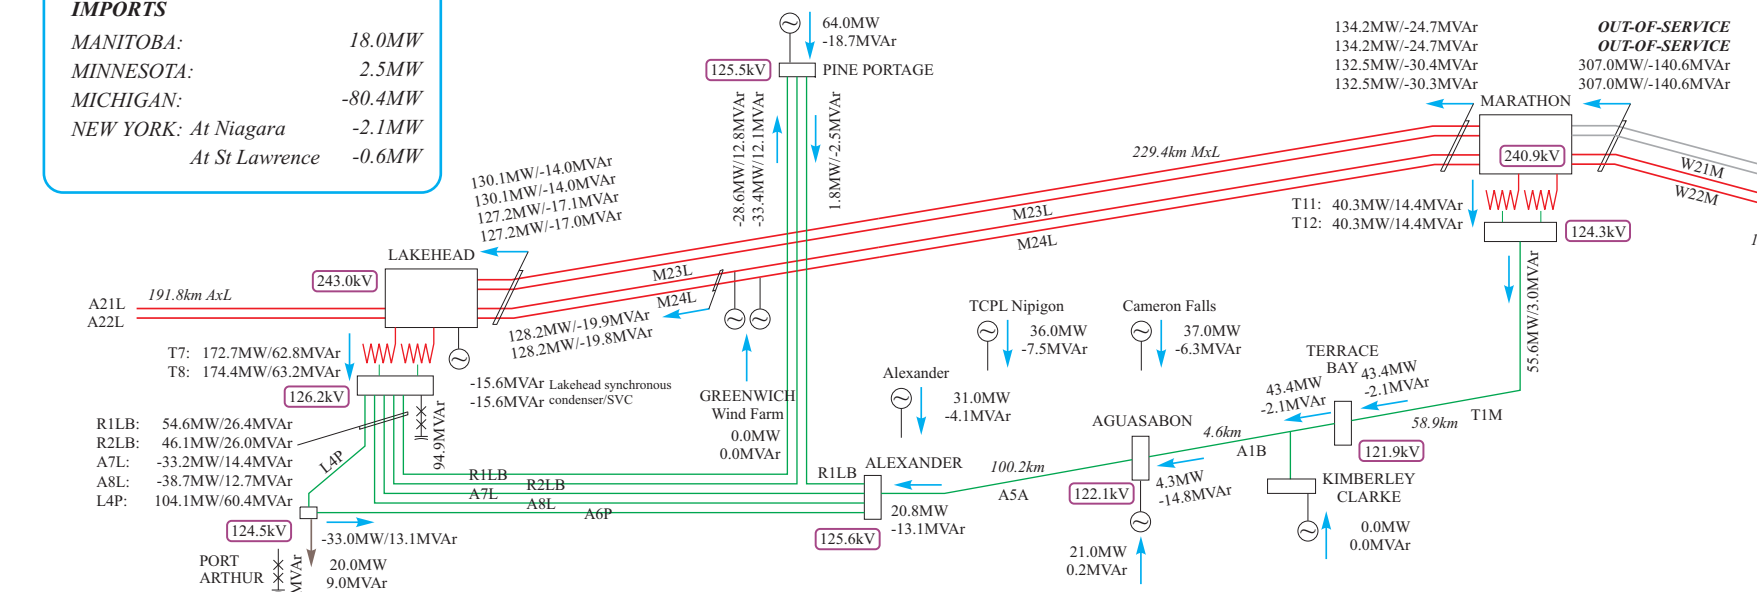 IMPORTS
MANITOBA: 18.0MW
MINNESOTA: 2.5MW
MICHIGAN: -80.4MW
NEW YORK: At Niagara -2.1MW
At St Lawrence -0.6MW
64.0MW
-18.7MVAr
125.5kV
PINE PORTAGE
-28.6MW/12.8MVAr
-33.4MW/12.1MVAr
1.8MW/-2.5MVAr
134.2MW/-24.7MVAr
134.2MW/-24.7MVAr
132.5MW/-30.4MVAr
132.5MW/-30.3MVAr
OUT-OF-SERVICE
OUT-OF-SERVICE
307.0MW/-140.6MVAr
307.0MW/-140.6MVAr
MARATHON
240.9kV
W21M
W22M
229.4km MxL
M23L
M24L
T11: 40.3MW/14.4MVAr
T12: 40.3MW/14.4MVAr
124.3kV
55.6MW/3.0MVAr
130.1MW/-14.0MVAr
130.1MW/-14.0MVAr
127.2MW/-17.1MVAr
127.2MW/-17.0MVAr
LAKEHEAD
243.0kV
191.8km AxL
A21L
A22L
M23L
M24L
128.2MW/-19.9MVAr
128.2MW/-19.8MVAr
T7: 172.7MW/62.8MVAr
T8: 174.4MW/63.2MVAr
126.2kV
-15.6MVAr
-15.6MVAr
Lakehead synchronous
condenser/SVC
94.9MVAr
GREENWICH
Wind Farm
0.0MW
0.0MVAr
R1LB: 54.6MW/26.4MVAr
R2LB: 46.1MW/26.0MVAr
A7L: -33.2MW/14.4MVAr
A8L: -38.7MW/12.7MVAr
L4P: 104.1MW/60.4MVAr
L4P
R1LB
R2LB
A7L
A8L
A6P
R1LB
124.5kV
-33.0MW/13.1MVAr
PORT
ARTHUR
MVAr
20.0MW
9.0MVAr
TCPL Nipigon
36.0MW
-7.5MVAr
Cameron Falls
37.0MW
-6.3MVAr
Alexander
31.0MW
-4.1MVAr
ALEXANDER
125.6kV
20.8MW
-13.1MVAr
100.2km
A5A
AGUASABON
122.1kV
4.3MW
-14.8MVAr
21.0MW
0.2MVAr
4.6km
A1B
TERRACE
BAY
43.4MW
-2.1MVAr
43.4MW
-2.1MVAr
58.9km
T1M
121.9kV
KIMBERLEY
CLARKE
0.0MW
0.0MVAr